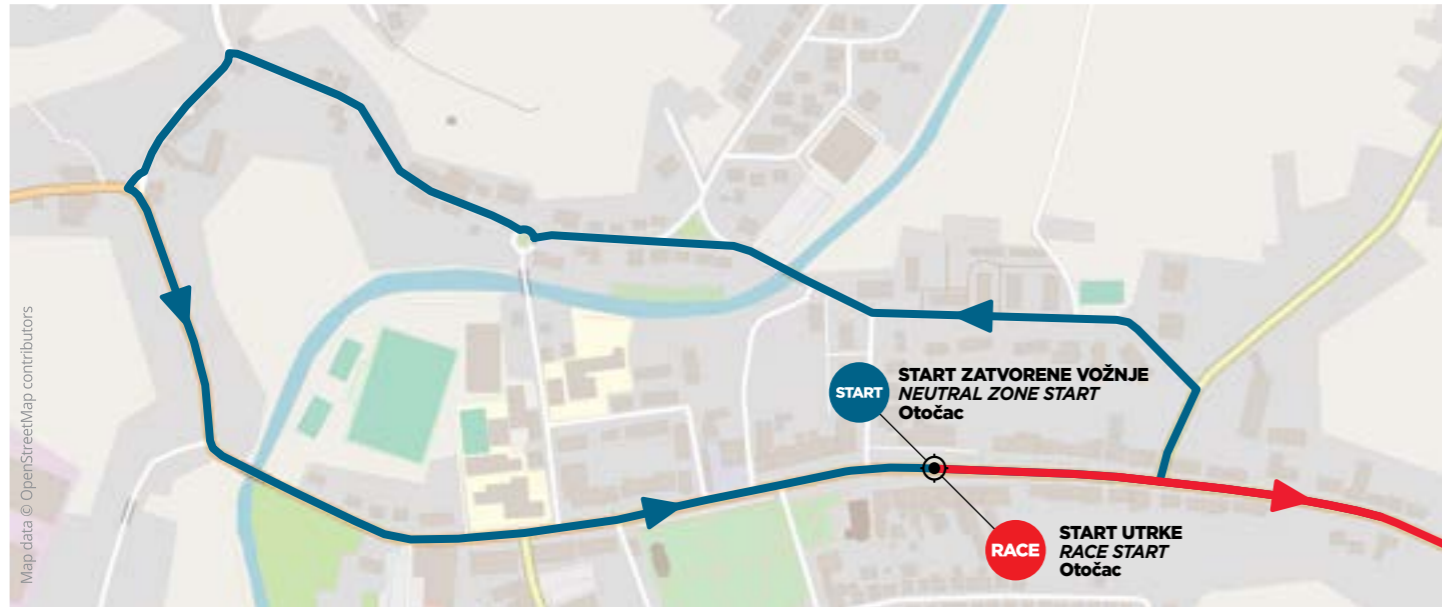 START
START ZATVORENE VOŽNJE
NEUTRAL ZONE START
Otočac
RACE
START UTRKE
RACE START
Otočac
Map data © OpenStreetMap contributors